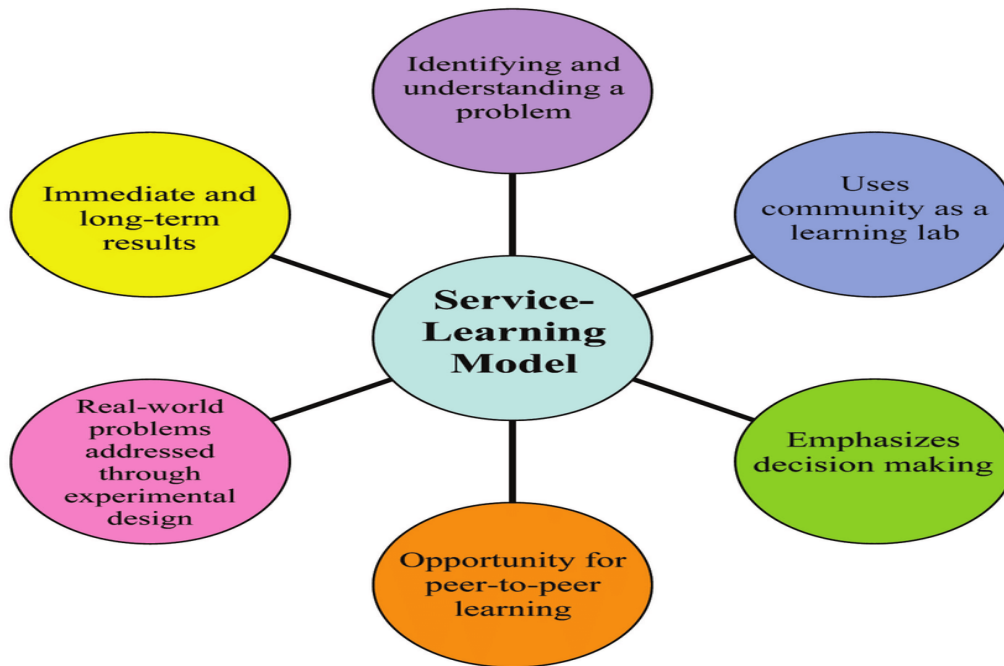 Identifying and
understanding a
problem
Immediate and
long-term
results
Uses
community as a
learning lab
Service-
Learning
Model
Real-world
problems
addressed
through
experimental
design
Emphasizes
decision making
Opportunity for
peer-to-peer
learning